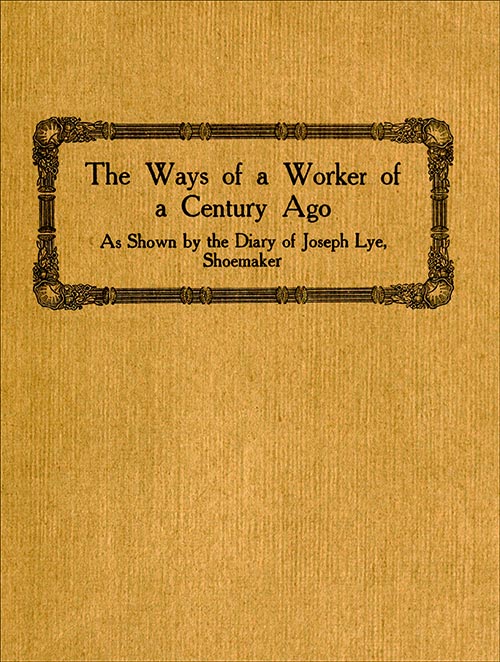 The Ways of a Worker of
a Century Ago
As Shown by the Diary of Joseph Lye,
Shoemaker